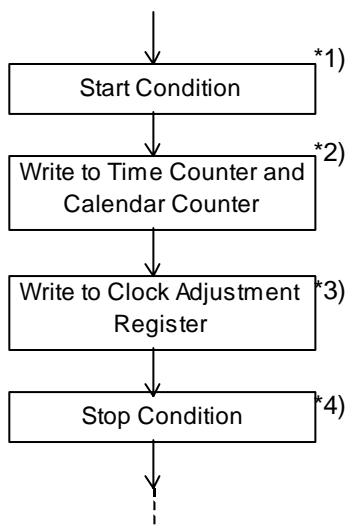 *1)
Start Condition
*2)
Write to Time Counter and
Calendar Counter
*3)
Write to Clock Adjustment
Register
*4)
Stop Condition